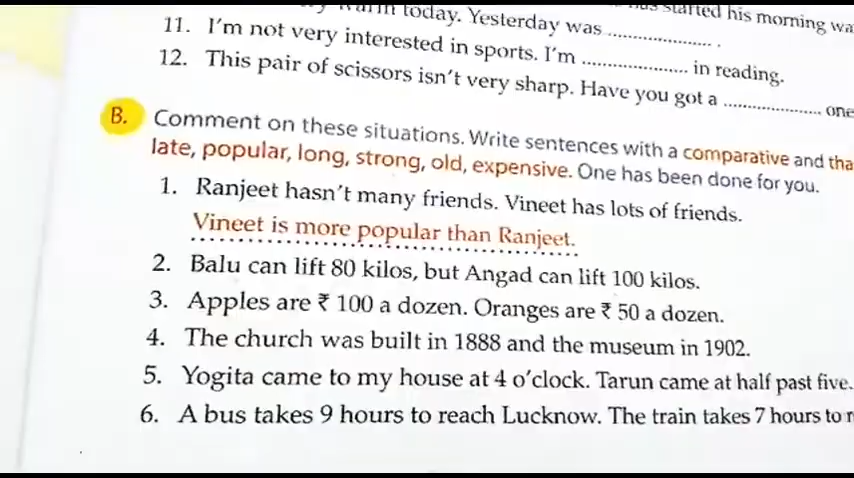 warm today. Yesterday was ....................
started his morning
11. I'm not very interested in sports. I'm .................... in reading.
12. This pair of scissors isn't very sharp. Have you got a .................... one
B. Comment on these situations. Write sentences with a comparative and
late, popular, long, strong, old, expensive. One has been done for you.
1. Ranjeet hasn't many friends. Vineet has lots of friends.
Vineet is more popular than Ranjeet.
2. Balu can lift 80 kilos, but Angad can lift 100 kilos.
3. Apples are ₹ 100 a dozen. Oranges are ₹ 50 a dozen.
4. The church was built in 1888 and the museum in 1902.
5. Yogita came to my house at 4 o'clock. Tarun came at half past five.
6. A bus takes 9 hours to reach Lucknow. The train takes 7 hours to